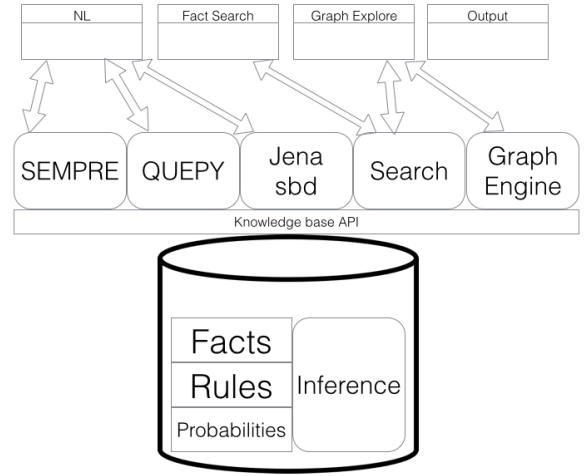 NL
Fact Search
Graph Explore
Output
SEMPRE
QUEPY
Jena
sbd
Search
Graph
Engine
Knowledge base API
Facts
Rules
Probabilities
Inference